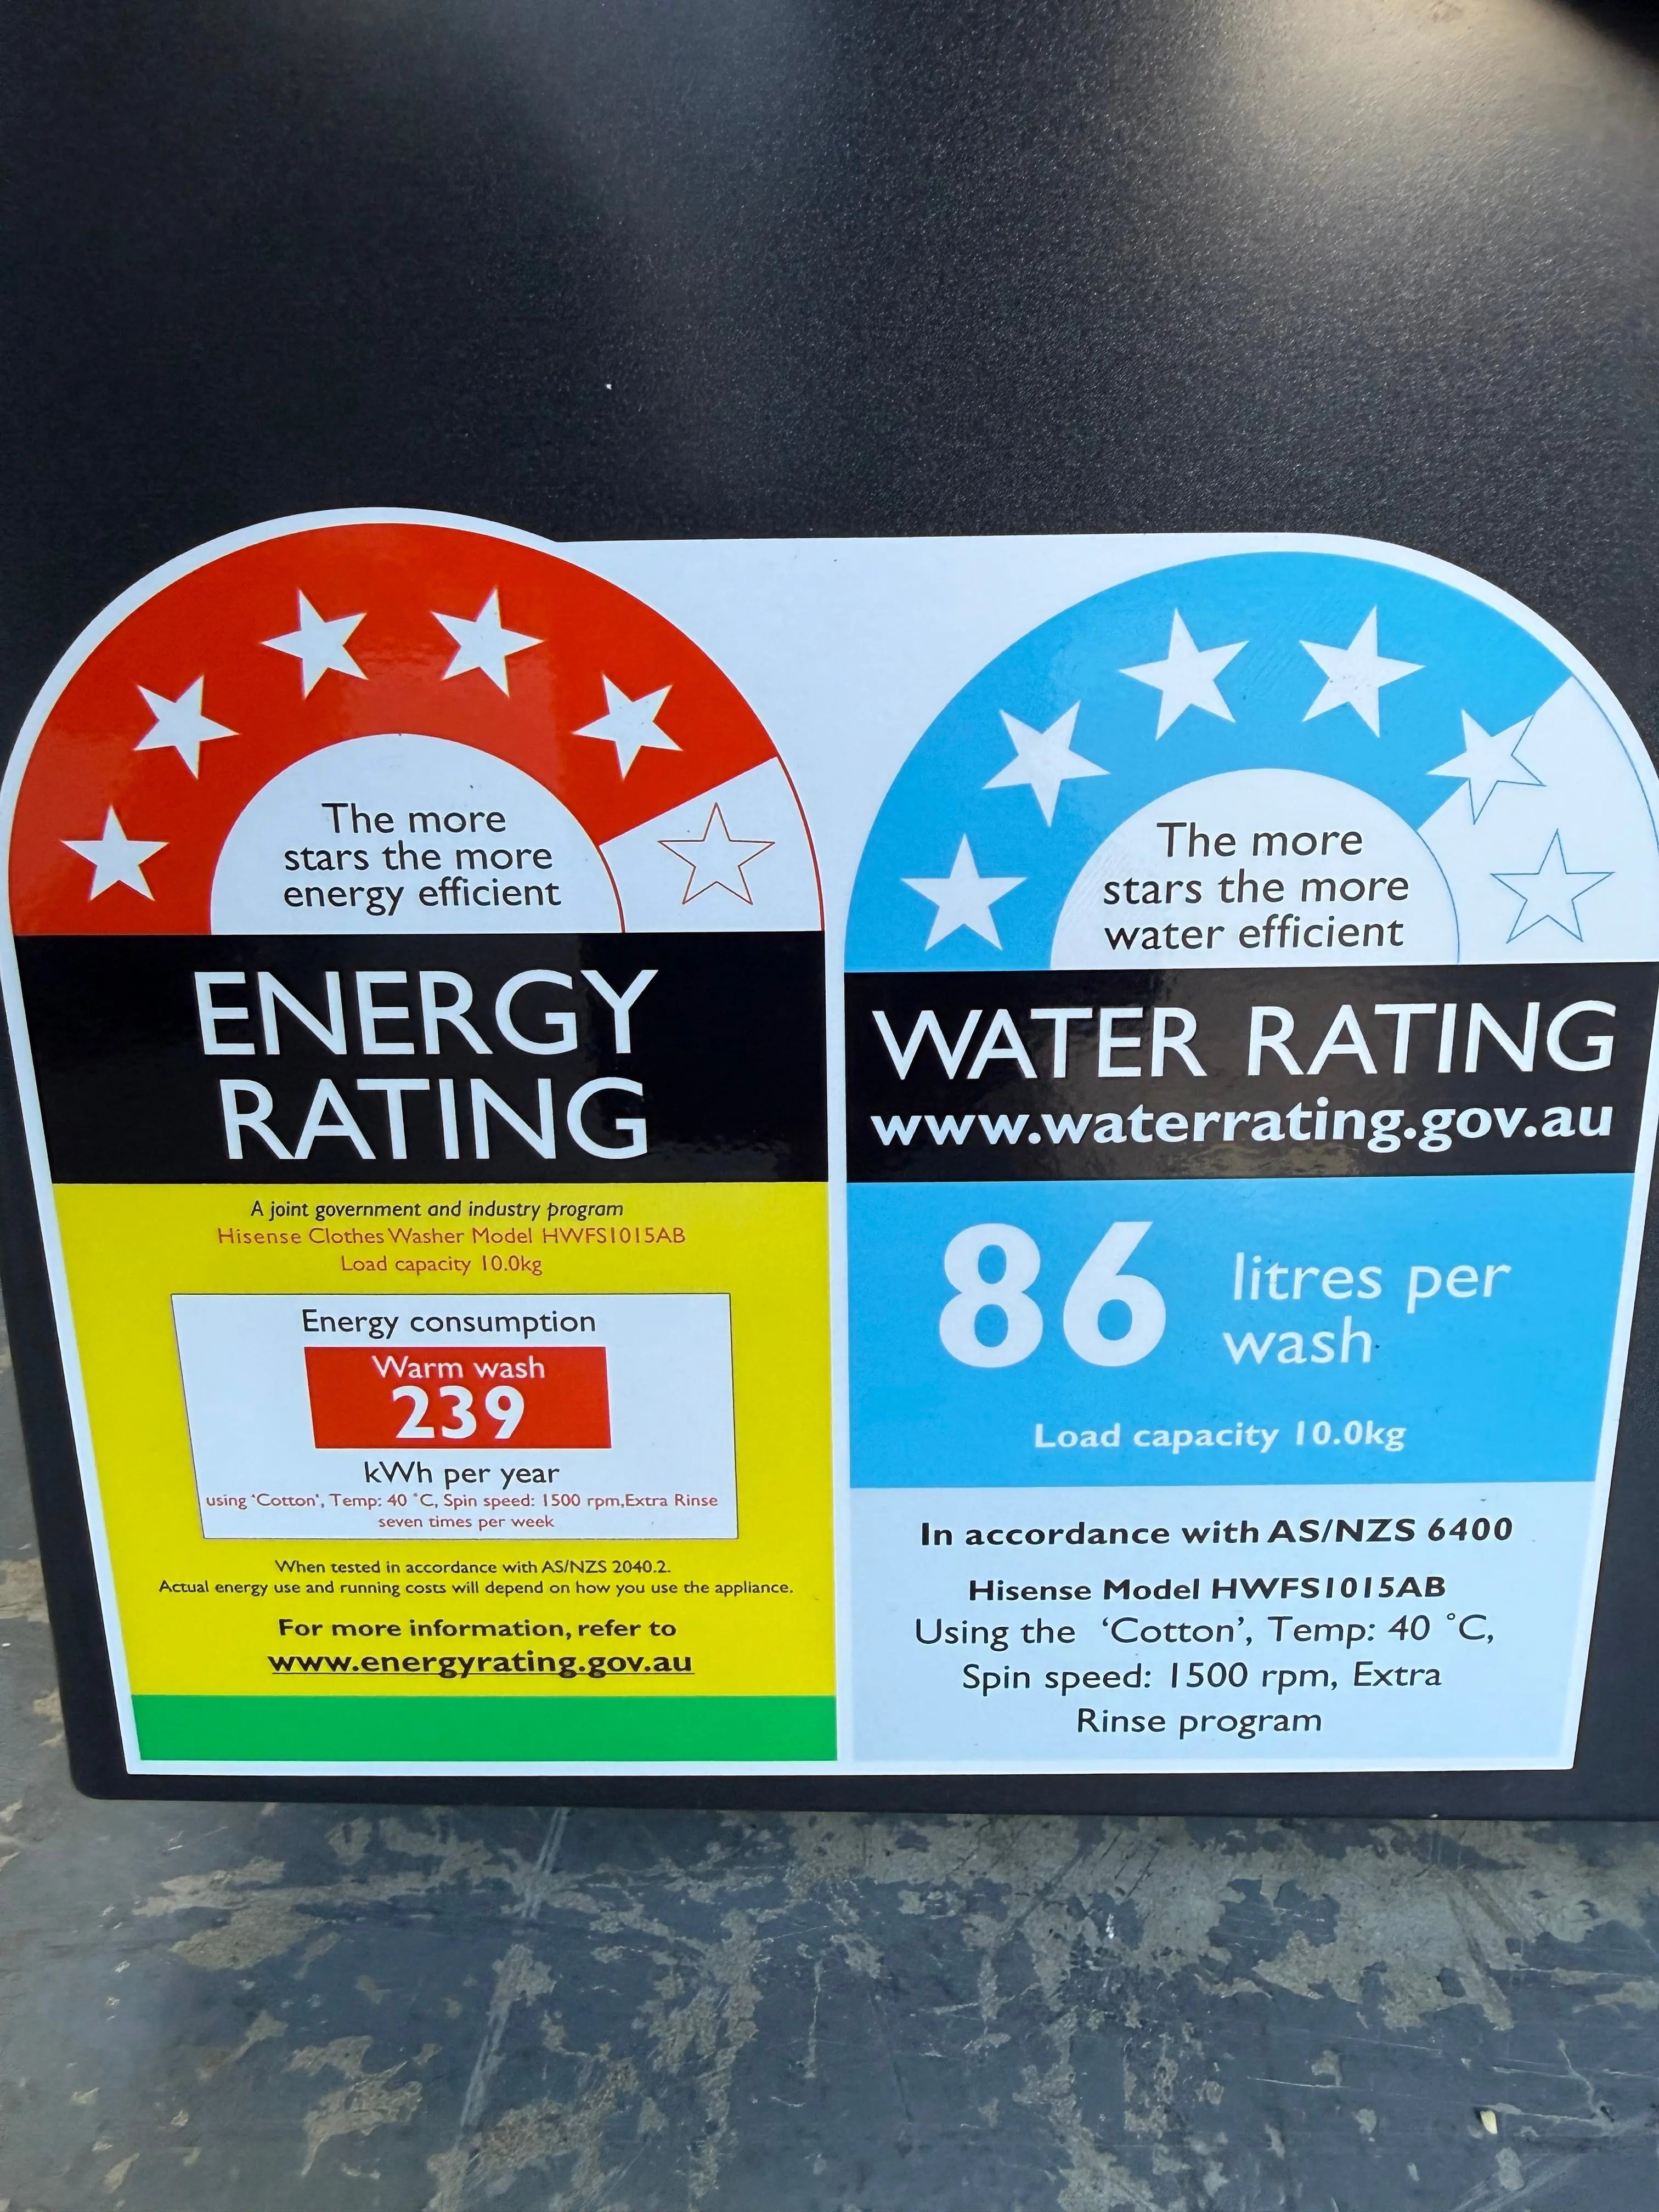 The more
stars the more
energy efficient
ENERGY
RATING
A joint government and industry program
Hisense Clothes Washer Model HWFS1015AB
Load capacity 10.0kg
Energy consumption
Warm wash
239
kWh per year
using 'Cotton', Temp: 40 °C, Spin speed: 1500 rpm,Extra Rinse
seven times per week
When tested in accordance with AS/NZS 2040.2.
Actual energy use and running costs will depend on how you use the appliance.
For more information, refer to
www.energyrating.gov.au
The more
stars the more
water efficient
WATER RATING
www.waterrating.gov.au
86 litres per
wash
Load capacity 10.0kg
In accordance with AS/NZS 6400
Hisense Model HWFS1015AB
Using the ‘Cotton’, Temp: 40 °C,
Spin speed: 1500 rpm, Extra
Rinse program